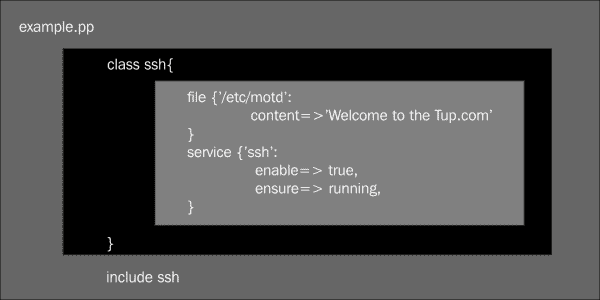 example.pp
class ssh{
file {'/etc/motd':
content=>'Welcome to the Tup.com’
}
service {'ssh':
enable=> true,
ensure=> running,
}
}
include ssh